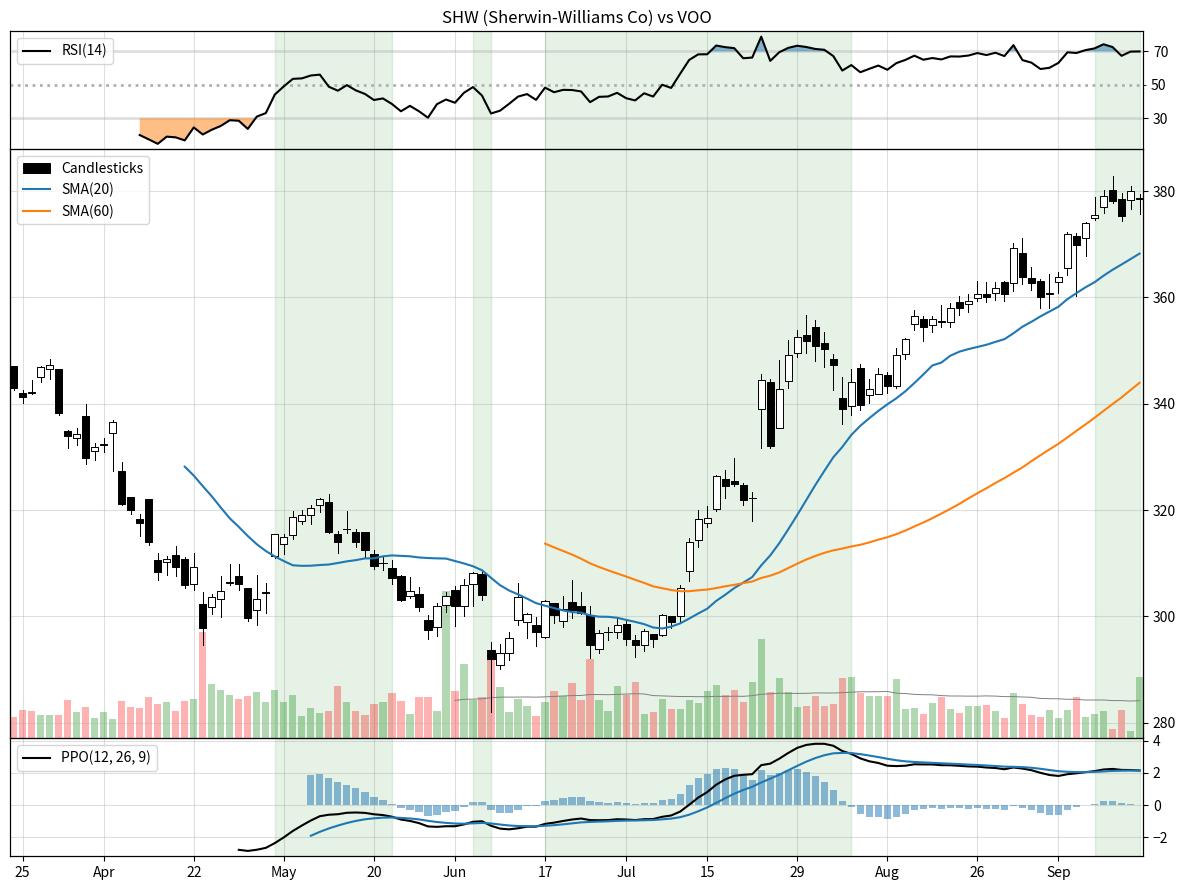 SHW (Sherwin-Williams Co) vs VOO
RSI(14)
70
50
30
Candlesticks
SMA(20)
SMA(60)
380
360
340
320
300
280
PPO(12, 26, 9)
4
2
0
−2
25 Apr 22 May 20 Jun 17 Jul 15 29 Aug 26 Sep